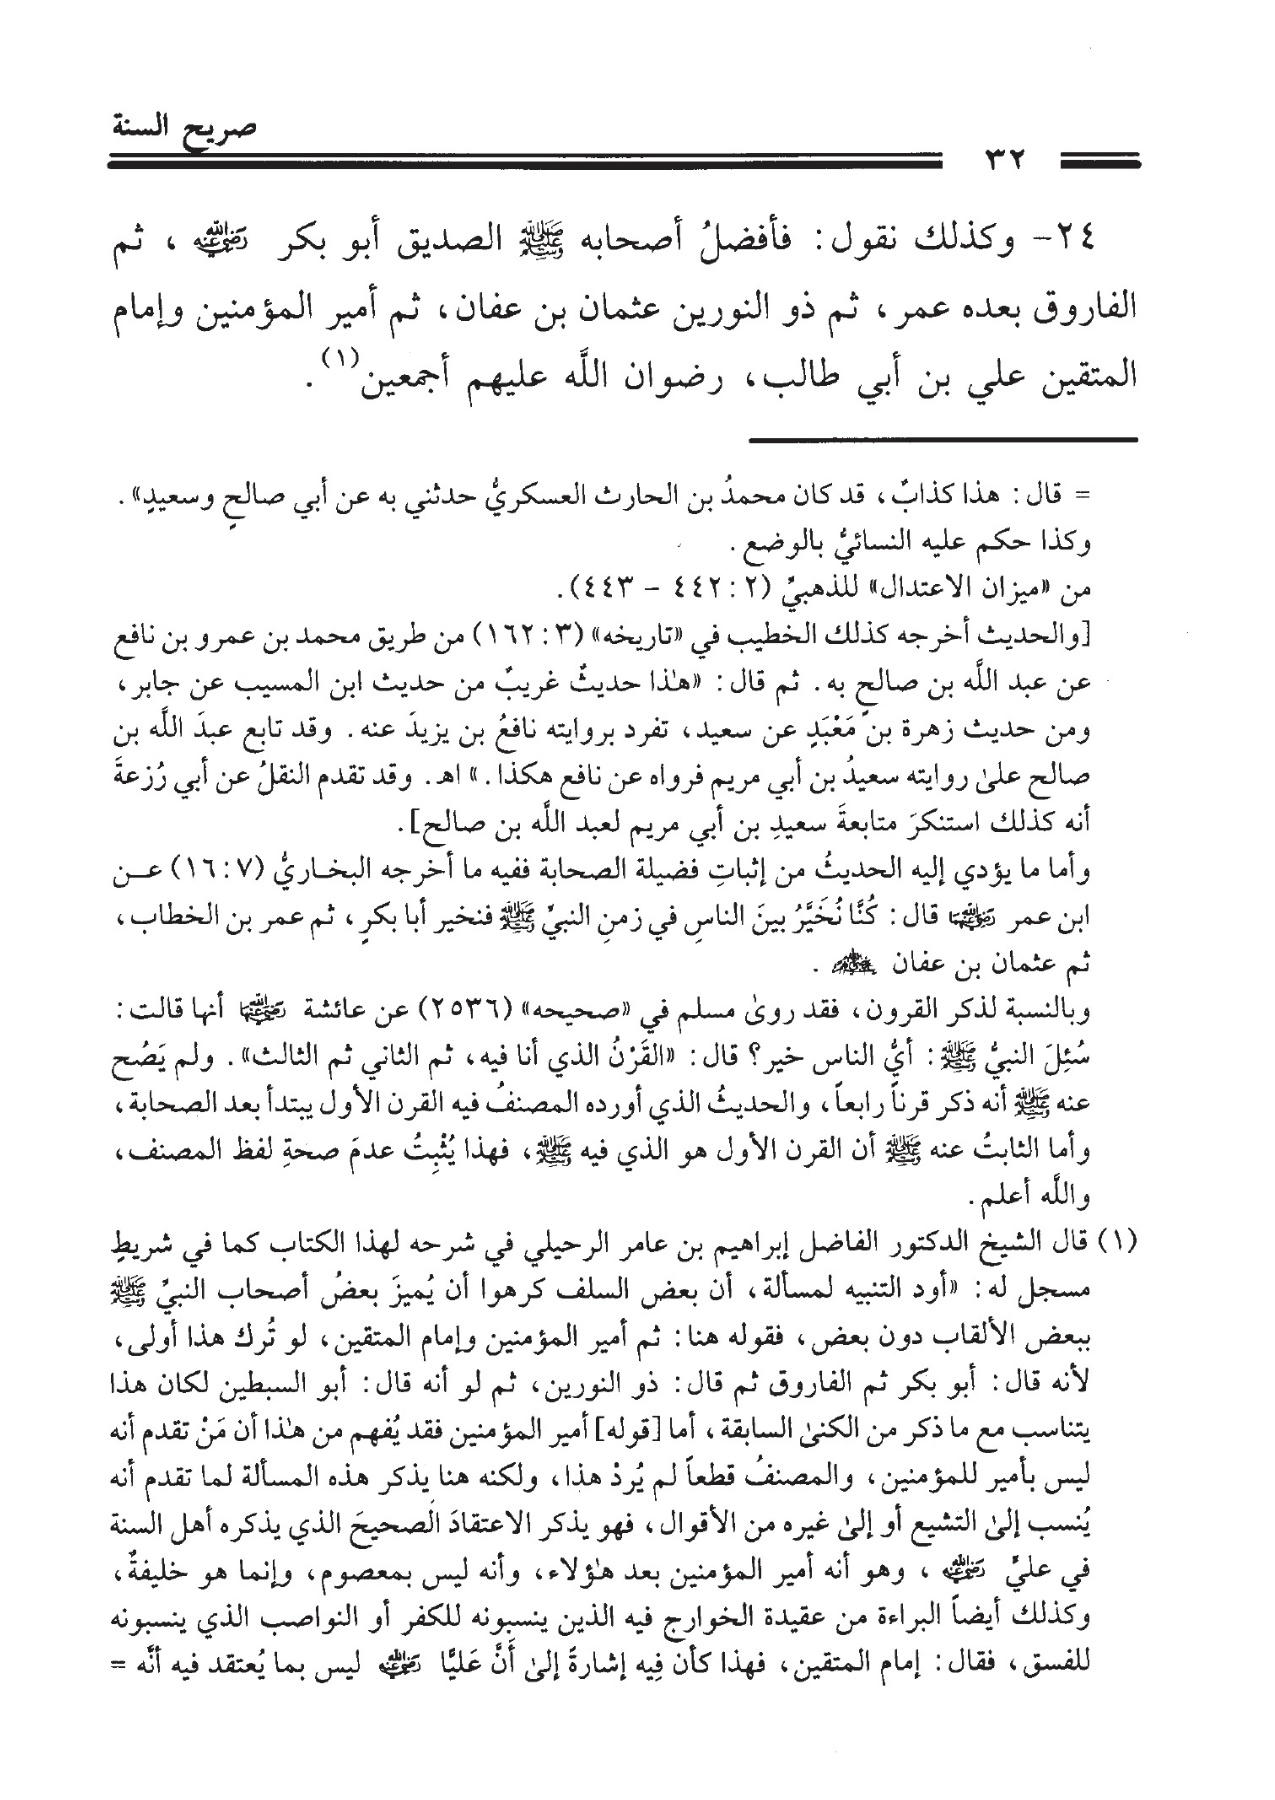 صريح السنة
٣٢
٢٤- وكذلك نقول: فأفضلُ أصحابه ﷺ الصديق أبو بكر رضي الله عنه، ثم
الفاروق بعده عمر، ثم ذو النورين عثمان بن عفان، ثم أمير المؤمنين وإمام
المتقين علي بن أبي طالب، رضوان اللَّه عليهم أجمعين(١).
= قال: هذا كذابٌ، قد كان محمدُ بن الحارث العسكريُّ حدثني به عن أبي صالحٍ وسعيدٍ».
وكذا حكم عليه النسائيُّ بالوضع.
من «ميزان الاعتدال» للذهبيِّ (٢: ٤٤٢ - ٤٤٣).
[والحديث أخرجه كذلك الخطيب في «تاريخه» (٣: ١٦٢) من طريق محمد بن عمرو بن نافع
عن عبد اللَّه بن صالحٍ به. ثم قال: «هٰذا حديثٌ غريبٌ من حديث ابن المسيب عن جابر،
ومن حديث زهرة بن مَعْبَدٍ عن سعيد، تفرد بروايته نافعُ بن يزيدَ عنه. وقد تابع عبدَ اللَّه بن
صالح علىٰ روايته سعيدُ بن أبي مريم فرواه عن نافع هكذا.» اهـ. وقد تقدم النقلُ عن أبي زُرعةَ
أنه كذلك استنكرَ متابعةَ سعيدِ بن أبي مريم لعبد اللَّه بن صالح].
وأما ما يؤدي إليه الحديثُ من إثباتِ فضيلة الصحابة ففيه ما أخرجه البخاريُّ (٧: ١٦) عن
ابن عمر رضي الله عنهما قال: كُنَّا نُخَيَّرُ بينَ الناسِ في زمنِ النبيِّ ﷺ فنخير أبا بكرٍ، ثم عمر بن الخطاب،
ثم عثمان بن عفان رضي الله عنهم.
وبالنسبة لذكر القرون، فقد روىٰ مسلم في «صحيحه» (٢٥٣٦) عن عائشة رضي الله عنها أنها قالت:
سُئِلَ النبيُّ ﷺ: أيُّ الناس خير؟ قال: «القَرْنُ الذي أنا فيه، ثم الثاني ثم الثالث». ولم يَصُح
عنه ﷺ أنه ذكر قرناً رابعاً، والحديثُ الذي أورده المصنفُ فيه القرن الأول يبتدأ بعد الصحابة،
وأما الثابتُ عنه ﷺ أن القرن الأول هو الذي فيه ﷺ، فهذا يُثْبِتُ عدمَ صحةِ لفظ المصنف،
واللَّه أعلم.
(١) قال الشيخ الدكتور الفاضل إبراهيم بن عامر الرحيلي في شرحه لهذا الكتاب كما في شريطٍ
مسجل له: «أود التنبيه لمسألة، أن بعض السلف كرهوا أن يُميزَ بعضُ أصحاب النبيِّ ﷺ
ببعض الألقاب دون بعض، فقوله هنا: ثم أمير المؤمنين وإمام المتقين، لو تُرك هذا أولى،
لأنه قال: أبو بكر ثم الفاروق ثم قال: ذو النورين، ثم لو أنه قال: أبو السبطين لكان هذا
يتناسب مع ما ذكر من الكنىٰ السابقة، أما [قوله] أمير المؤمنين فقد يُفهم من هٰذا أن مَنْ تقدم أنه
ليس بأمير للمؤمنين، والمصنفُ قطعاً لم يُردْ هذا، ولكنه هنا يذكر هذه المسألة لما تقدم أنه
يُنسب إلىٰ التشيع أو إلىٰ غيره من الأقوال، فهو يذكر الاعتقادَ الصحيحَ الذي يذكره أهل السنة
في عليٍّ رضي الله عنه، وهو أنه أمير المؤمنين بعد هٰؤلاء، وأنه ليس بمعصوم، وإنما هو خليفةٌ،
وكذلك أيضاً البراءة من عقيدة الخوارج فيه الذين ينسبونه للكفر أو النواصب الذي ينسبونه
للفسق، فقال: إمام المتقين، فهذا كأن فِيه إشارةً إلىٰ أَنَّ عَليًّا رضي الله عنه ليس بما يُعتقد فيه أنَّه =